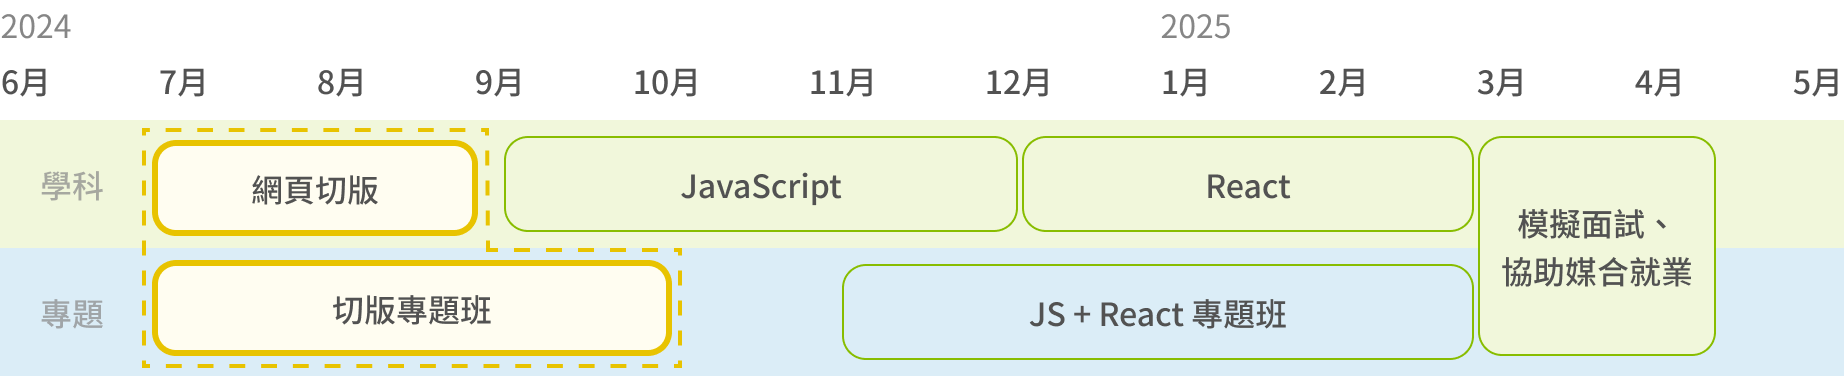 2024 2025
6月 7月 8月 9月 10月 11月 12月 1月 2月 3月 4月 5月
學科 網頁切版 JavaScript React
模擬面試、
協助媒合就業
專題 切版專題班 JS + React 專題班